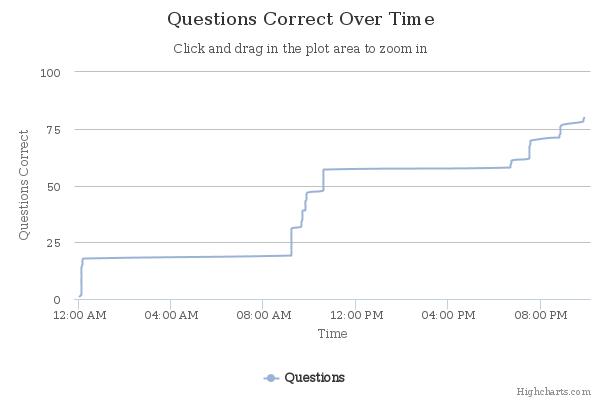 Questions Correct Over Time
Click and drag in the plot area to zoom in
Questions Correct
100
75
50
25
0
12:00 AM 04:00 AM 08:00 AM 12:00 PM 04:00 PM 08:00 PM
Time
Questions
Highcharts.com